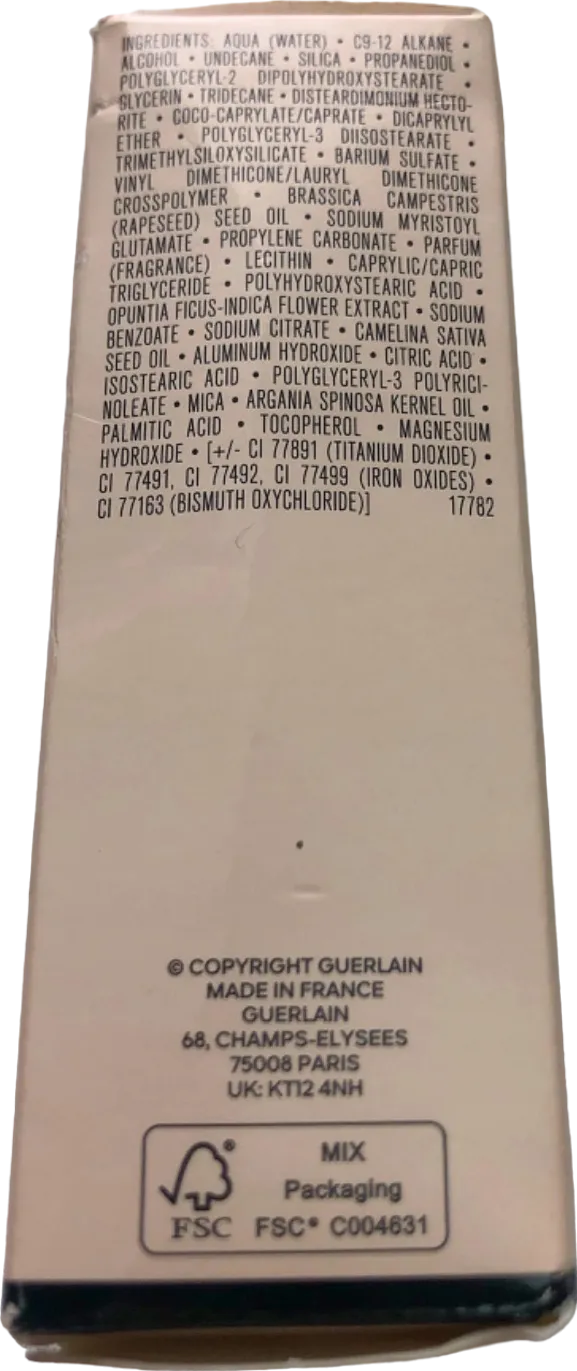 INGREDIENTS: AQUA (WATER) • C9-12 ALKANE •
ALCOHOL • UNDECANE • SILICA • PROPANEDIOL •
POLYGLYCERYL-2 DIPOLYHYDROXYSTEARATE •
GLYCERIN • TRIDECANE • DISTEARDIMONIUM HECTO-
RITE • COCO-CAPRYLATE/CAPRATE • DICAPRYLYL
ETHER • POLYGLYCERYL-3 DIISOSTEARATE •
TRIMETHYLSILOXYSILICATE • BARIUM SULFATE •
VINYL DIMETHICONE/LAURYL DIMETHICONE
CROSSPOLYMER • BRASSICA CAMPESTRIS
(RAPESEED) SEED OIL • SODIUM MYRISTOYL
GLUTAMATE • PROPYLENE CARBONATE • PARFUM
(FRAGRANCE) • LECITHIN • CAPRYLIC/CAPRIC
TRIGLYCERIDE • POLYHYDROXYSTEARIC ACID •
OPUNTIA FICUS-INDICA FLOWER EXTRACT • SODIUM
BENZOATE • SODIUM CITRATE • CAMELINA SATIVA
SEED OIL • ALUMINUM HYDROXIDE • CITRIC ACID •
ISOSTEARIC ACID • POLYGLYCERYL-3 POLYRICI-
NOLEATE • MICA • ARGANIA SPINOSA KERNEL OIL •
PALMITIC ACID • TOCOPHEROL • MAGNESIUM
HYDROXIDE • [+/- CI 77891 (TITANIUM DIOXIDE) •
CI 77491, CI 77492, CI 77499 (IRON OXIDES) •
CI 77163 (BISMUTH OXYCHLORIDE)] 17782
© COPYRIGHT GUERLAIN
MADE IN FRANCE
GUERLAIN
68, CHAMPS-ELYSEES
75008 PARIS
UK: KT12 4NH
MIX
Packaging
FSC FSC® C004631